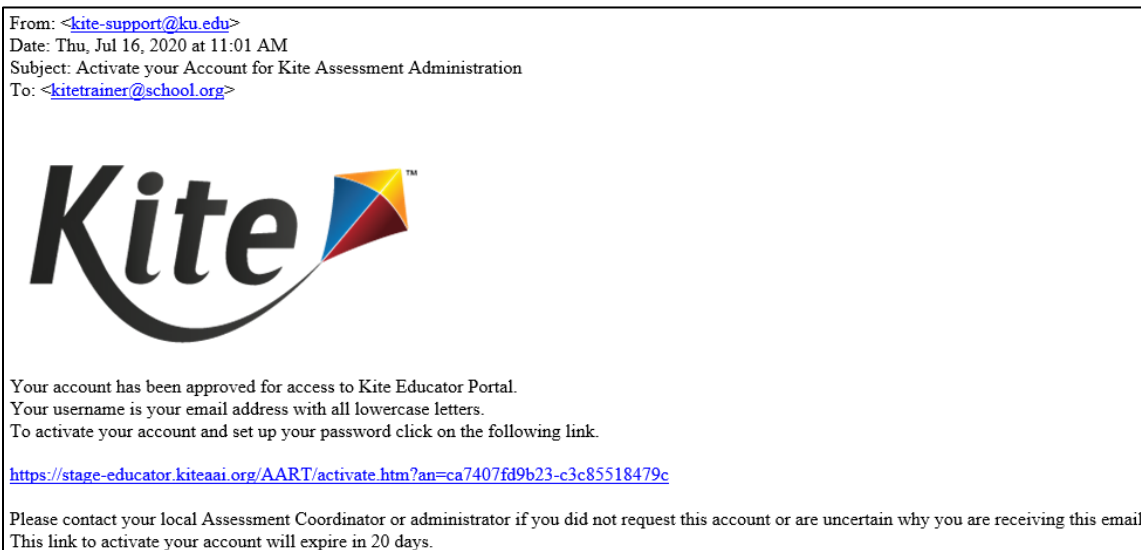 From: <kite-support@ku.edu>
Date: Thu, Jul 16, 2020 at 11:01 AM
Subject: Activate your Account for Kite Assessment Administration
To: <kitetrainer@school.org>
Kite™
Your account has been approved for access to Kite Educator Portal.
Your username is your email address with all lowercase letters.
To activate your account and set up your password click on the following link.
https://stage-educator.kiteaai.org/AART/activate.htm?an=ca7407fd9b23-c3c85518479c
Please contact your local Assessment Coordinator or administrator if you did not request this account or are uncertain why you are receiving this email
This link to activate your account will expire in 20 days.